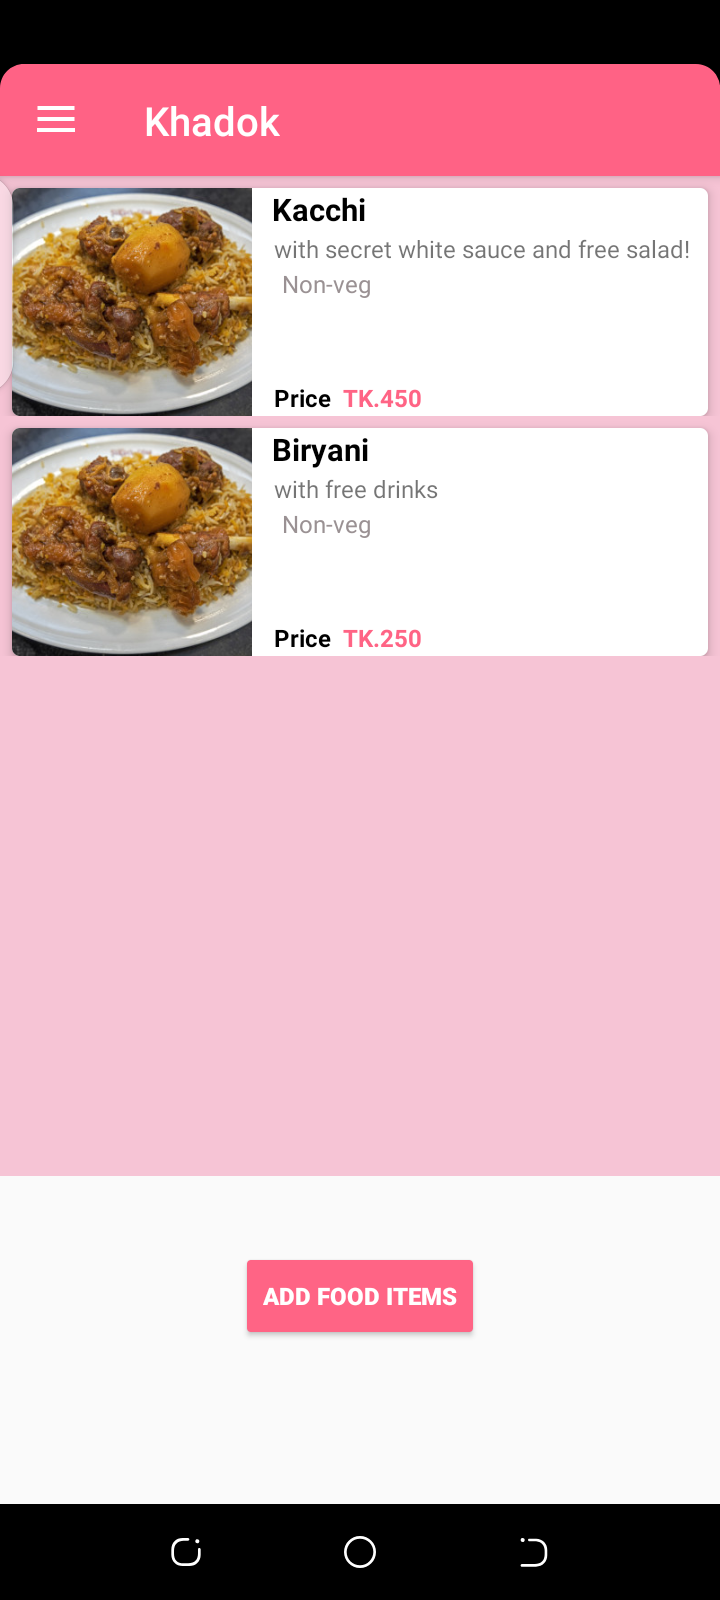 Khadok
Kacchi
with secret white sauce and free salad!
Non-veg
Price TK.450
Biryani
with free drinks
Non-veg
Price TK.250
ADD FOOD ITEMS